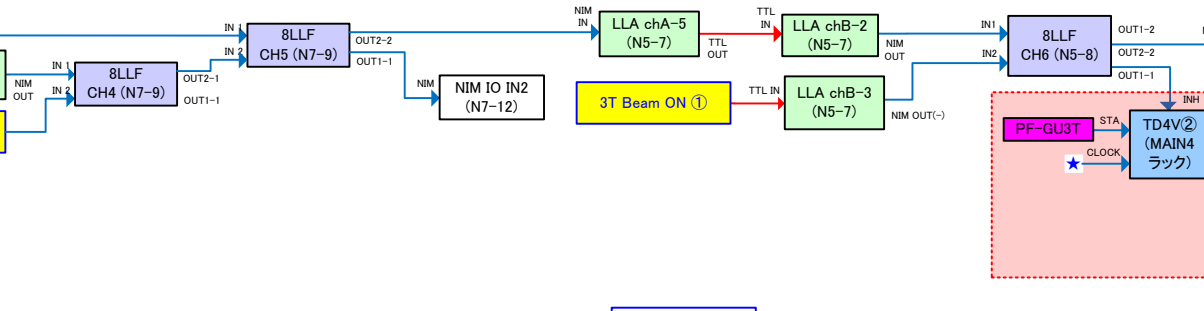 IN 1
8LLF
CH4 (N7-9)
NIM
OUT
IN 2
OUT2-1
OUT1-1
IN 1
IN 2
8LLF
CH5 (N7-9)
OUT2-2
OUT1-1
NIM
NIM IO IN2
(N7-12)
NIM
IN
LLA chA-5
(N5-7)
TTL
OUT
TTL
IN
LLA chB-2
(N5-7)
NIM
OUT
3T Beam ON ①
TTL IN
LLA chB-3
(N5-7)
NIM OUT(-)
IN1
IN2
8LLF
CH6 (N5-8)
OUT1-2
OUT2-2
OUT1-1
INH
PF-GU3T
STA
★
CLOCK
TD4V②
(MAIN4
ラック)